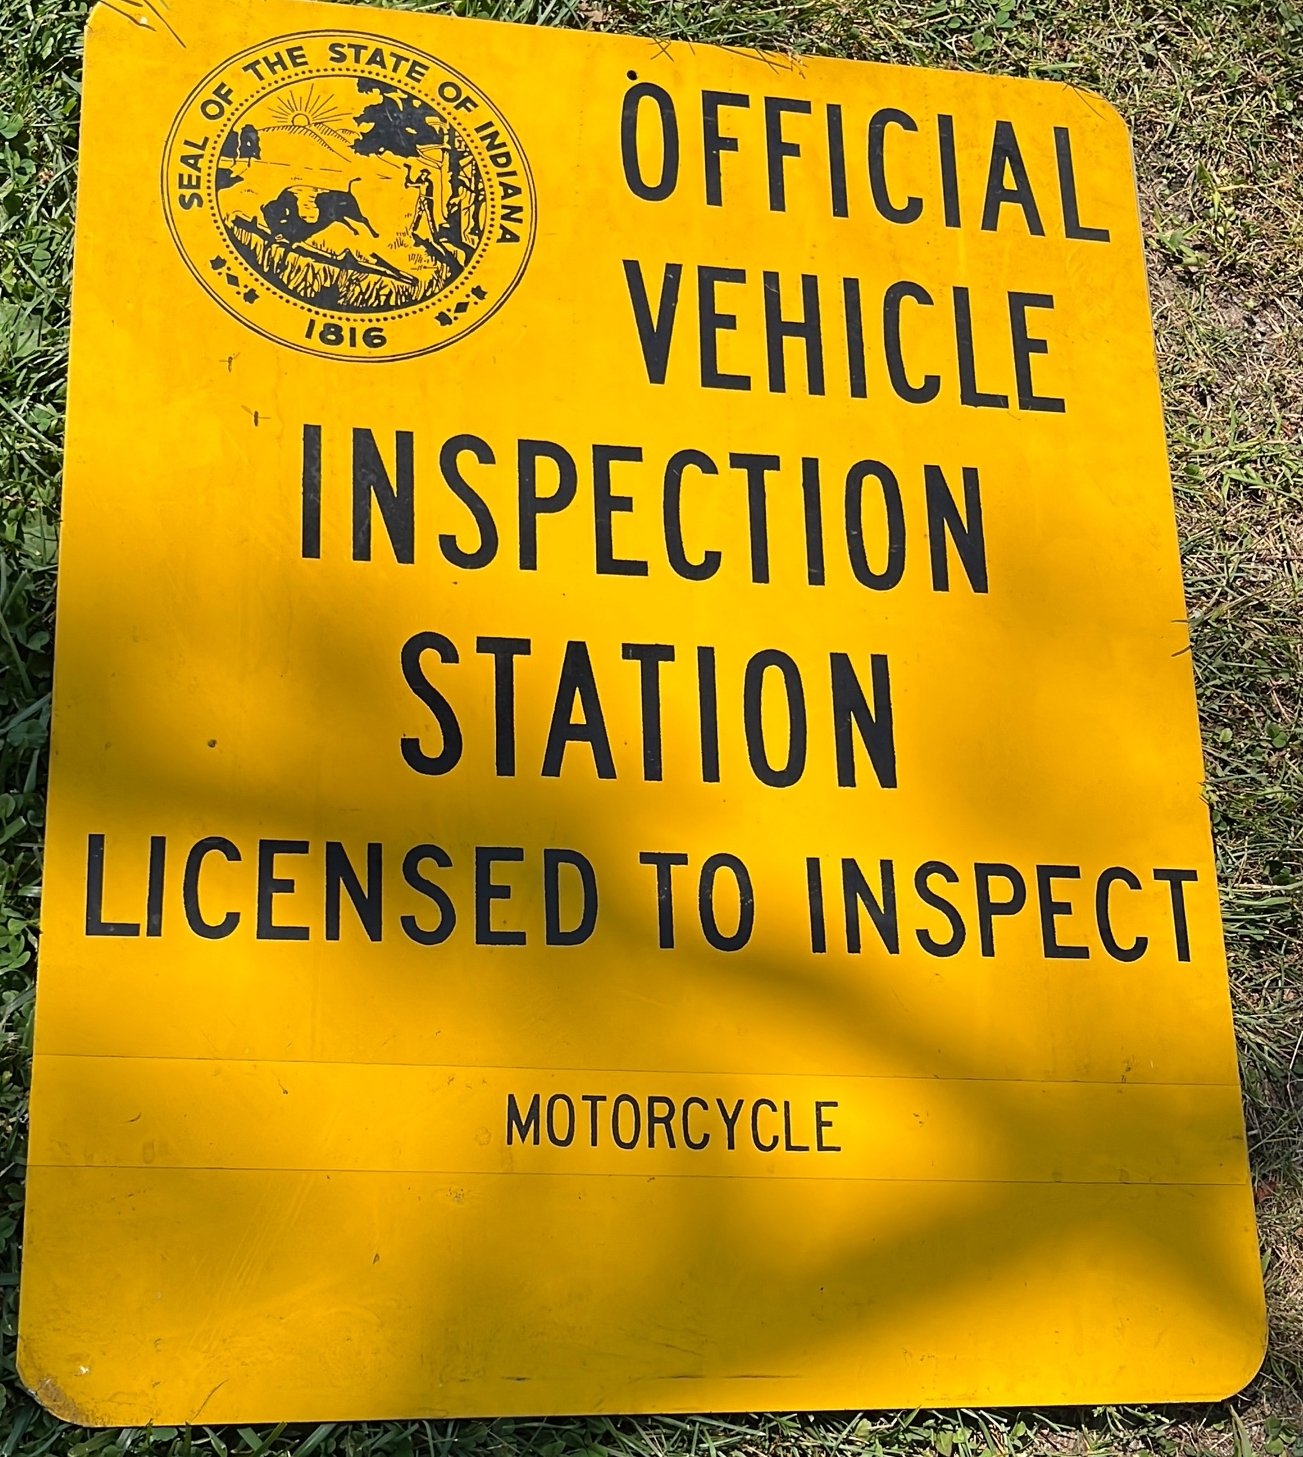 SEAL OF THE STATE OF INDIANA
1816
OFFICIAL
VEHICLE
INSPECTION
STATION
LICENSED TO INSPECT
MOTORCYCLE